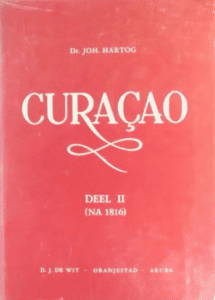 Dr. JOH. HARTOG
CURAÇAO
DEEL II
(NA 1816)
D. J. DE WIT - ORANJESTAD - ARUBA